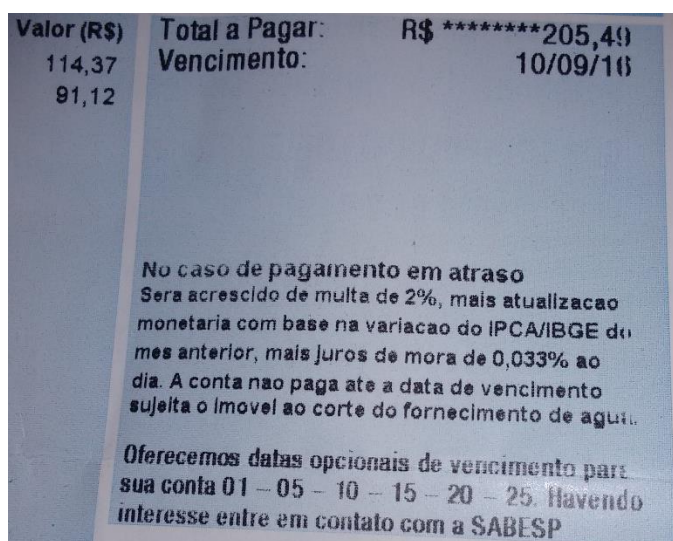 Valor (R$)
114,37
91,12
Total a Pagar: R$ ********205,49
Vencimento: 10/09/16
No caso de pagamento em atraso
Sera acrescido de multa de 2%, mais atualizacao
monetaria com base na variacao do IPCA/IBGE do
mes anterior, mais juros de mora de 0,033% ao
dia. A conta nao paga ate a data de vencimento
sujeita o imovel ao corte do fornecimento de agua.
Oferecemos datas opcionais de vencimento para
sua conta 01 – 05 – 10 – 15 – 20 – 25. Havendo
interesse entre em contato com a SABESP